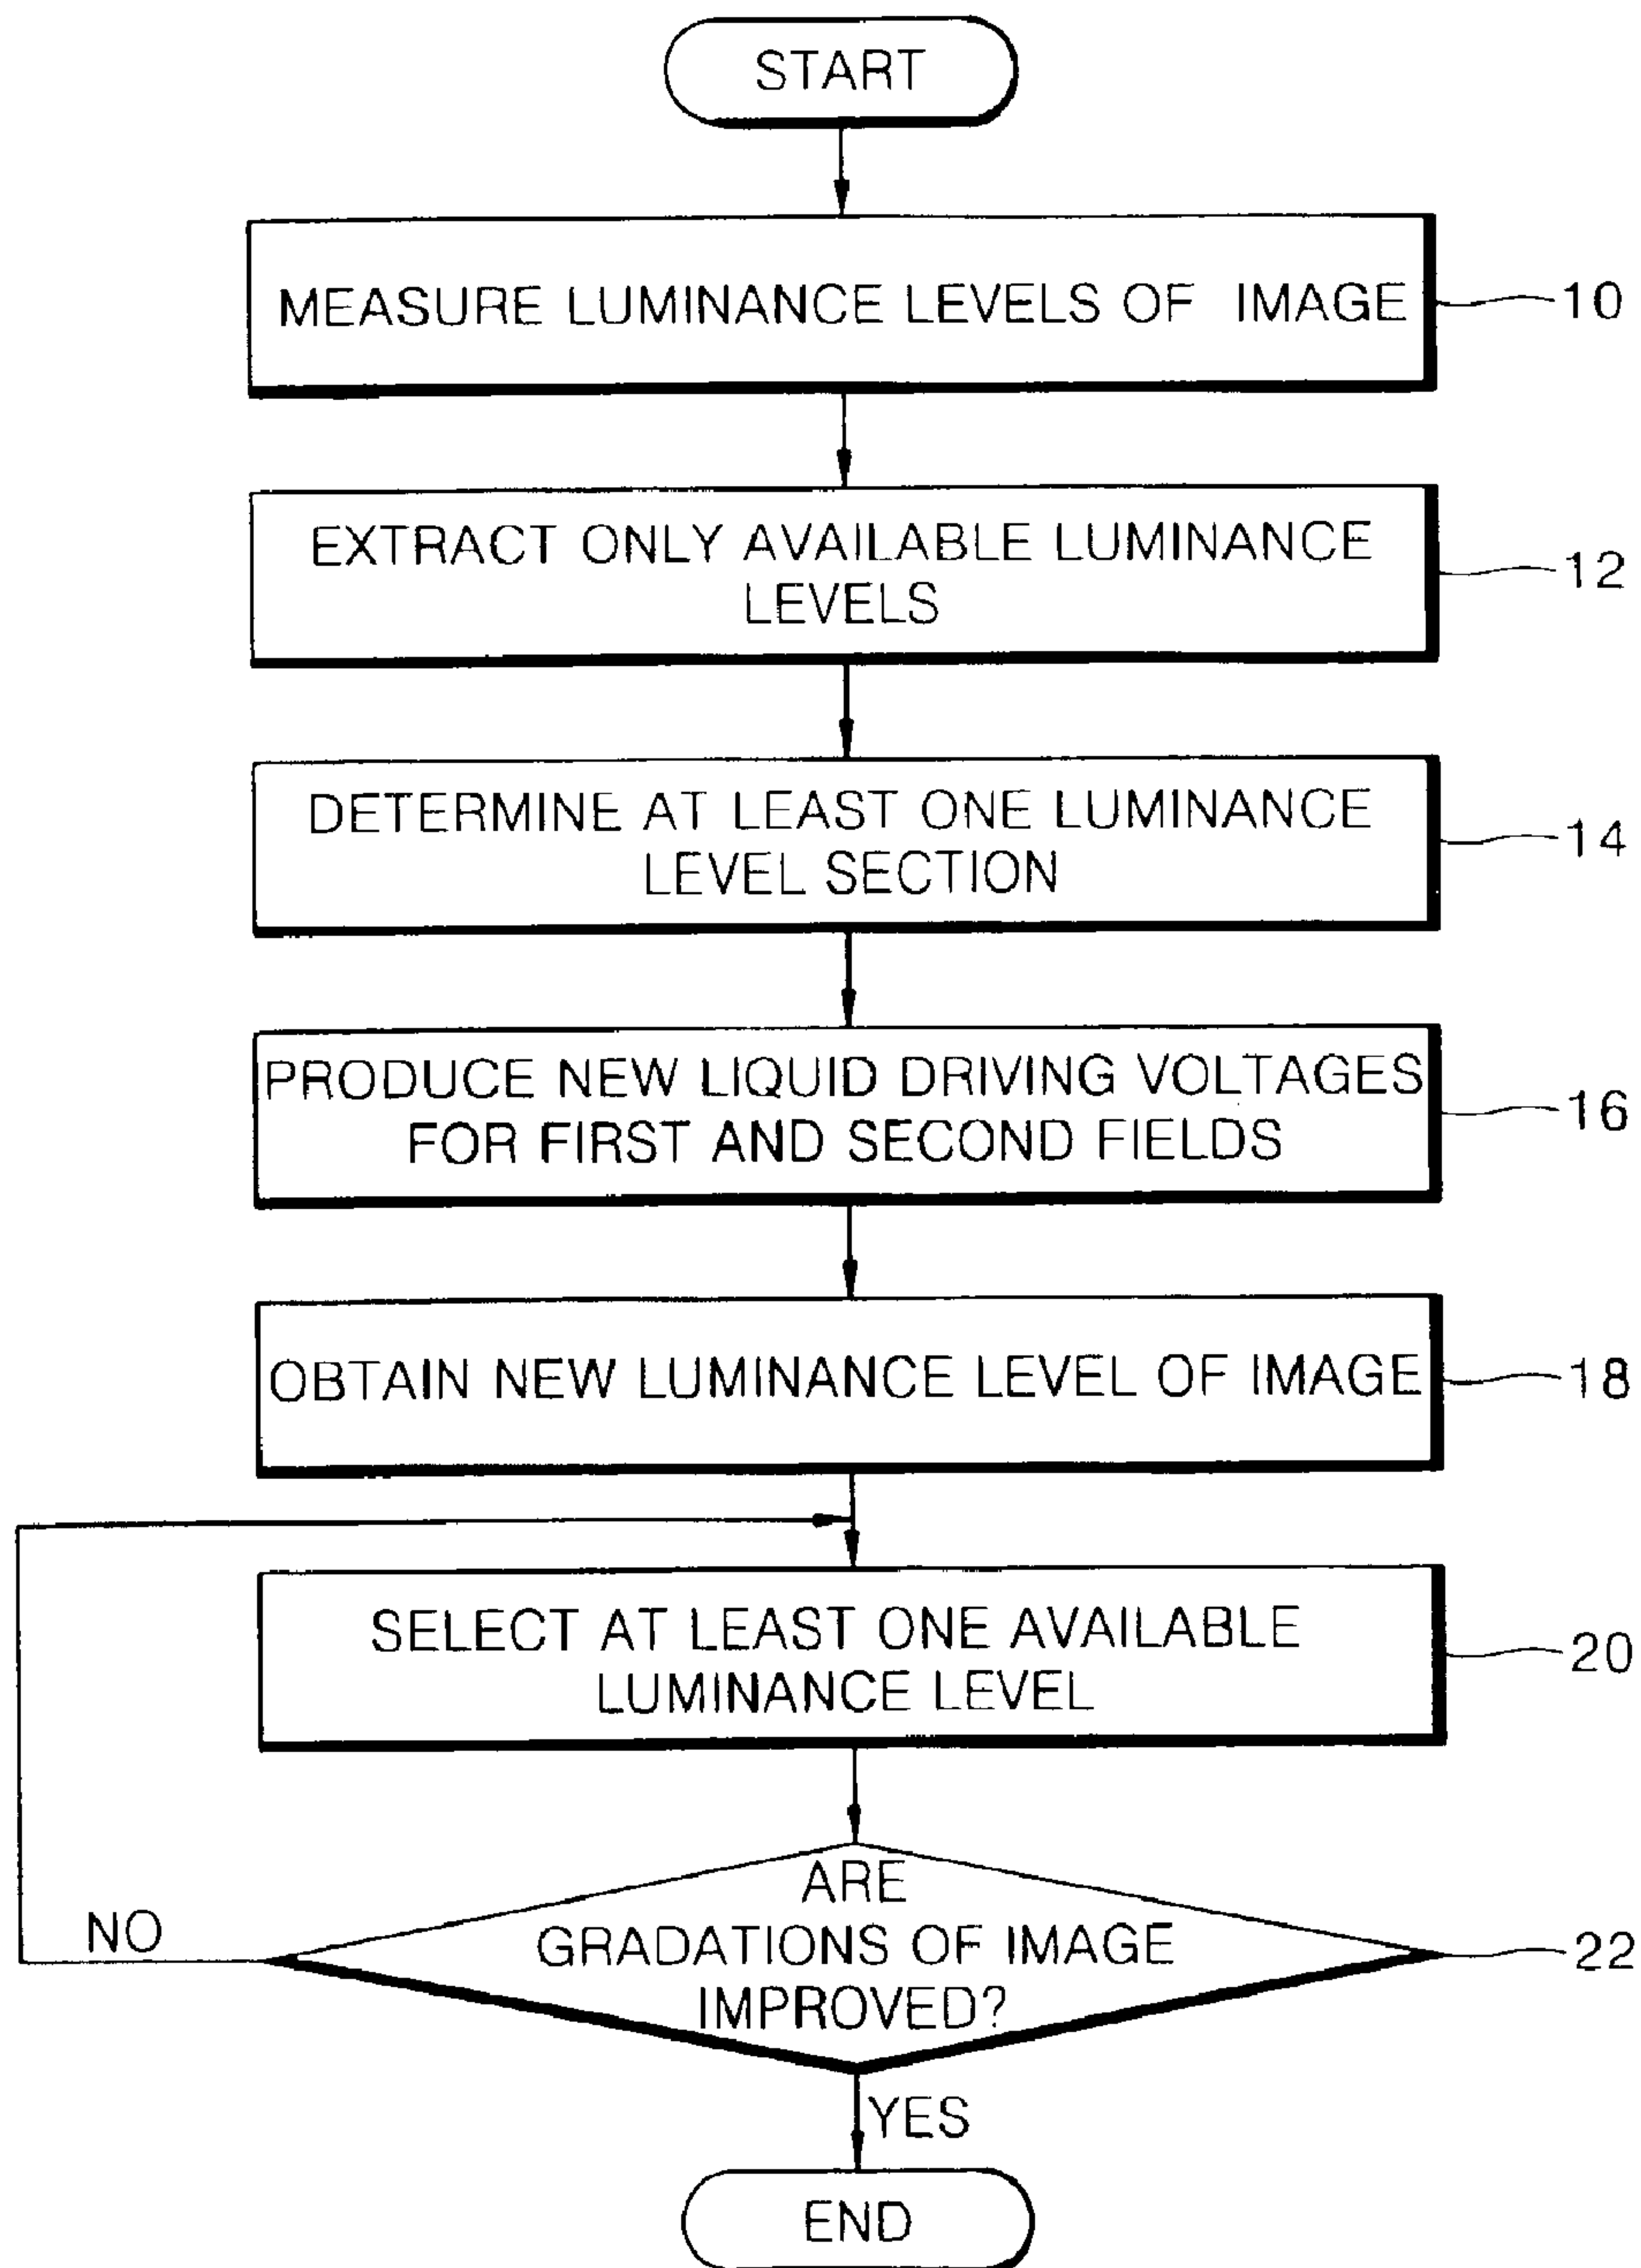 START
MEASURE LUMINANCE LEVELS OF IMAGE
10
EXTRACT ONLY AVAILABLE LUMINANCE
LEVELS
12
DETERMINE AT LEAST ONE LUMINANCE
LEVEL SECTION
14
PRODUCE NEW LIQUID DRIVING VOLTAGES
FOR FIRST AND SECOND FIELDS
16
OBTAIN NEW LUMINANCE LEVEL OF IMAGE
18
SELECT AT LEAST ONE AVAILABLE
LUMINANCE LEVEL
20
ARE
GRADATIONS OF IMAGE
IMPROVED?
22
NO
YES
END